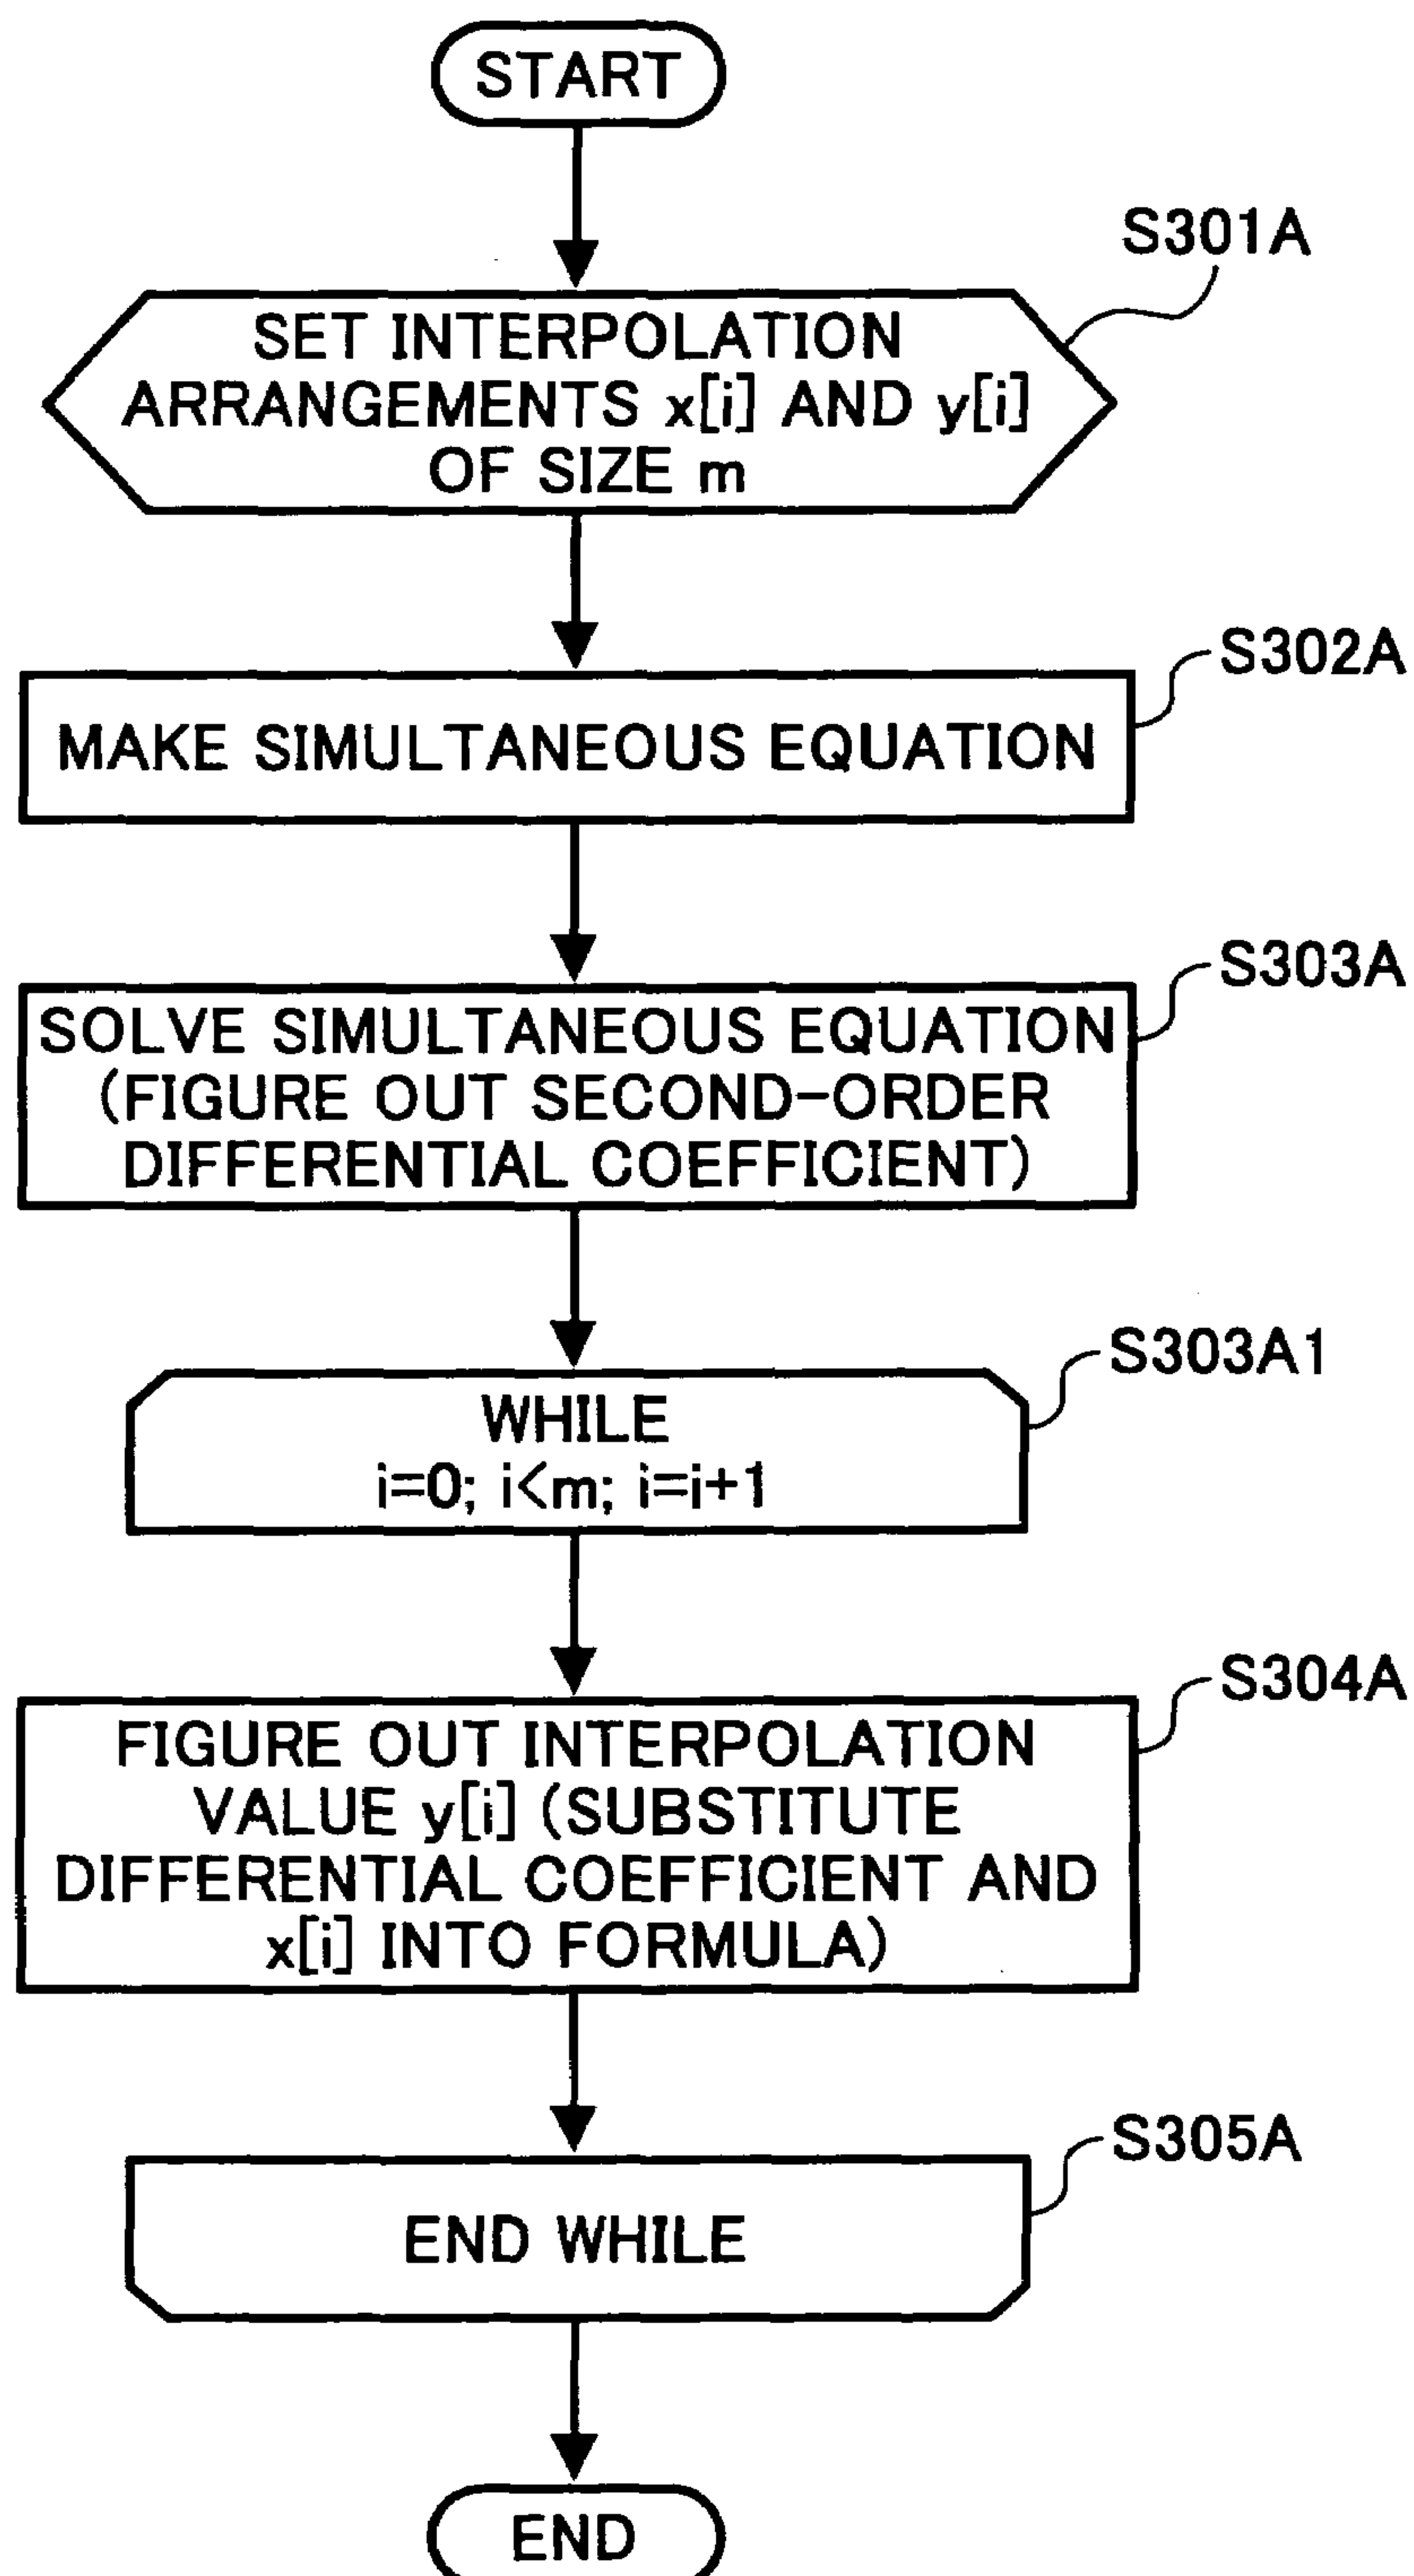 START
S301A
SET INTERPOLATION
ARRANGEMENTS x[i] AND y[i]
OF SIZE m
S302A
MAKE SIMULTANEOUS EQUATION
S303A
SOLVE SIMULTANEOUS EQUATION
(FIGURE OUT SECOND-ORDER
DIFFERENTIAL COEFFICIENT)
S303A1
WHILE
i=0; i<m; i=i+1
S304A
FIGURE OUT INTERPOLATION
VALUE y[i] (SUBSTITUTE
DIFFERENTIAL COEFFICIENT AND
x[i] INTO FORMULA)
S305A
END WHILE
END